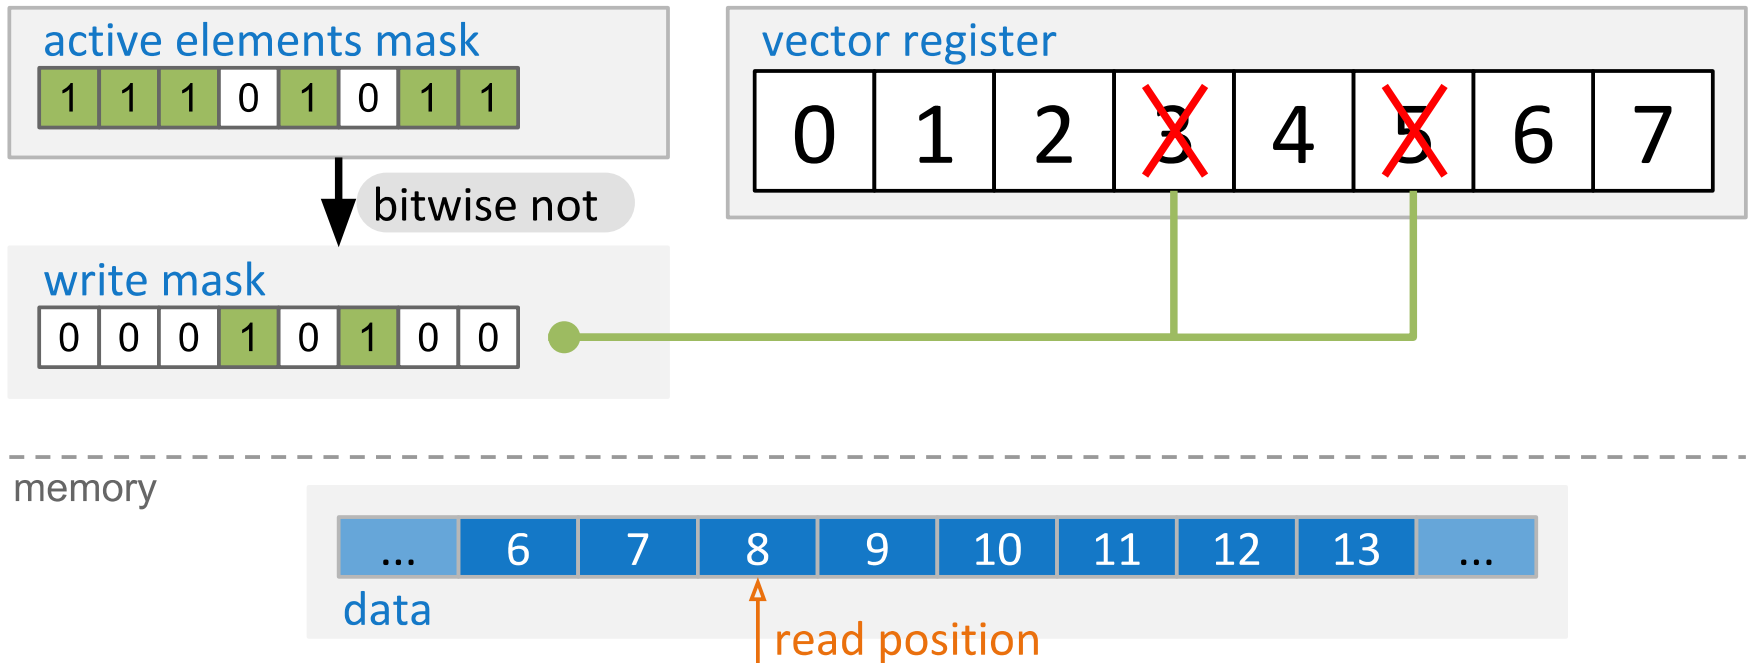 active elements mask
1 1 1 0 1 0 1 1
bitwise not
write mask
0 0 0 1 0 1 0 0
vector register
0 1 2 3 4 5 6 7
memory
... 6 7 8 9 10 11 12 13 ...
data
read position